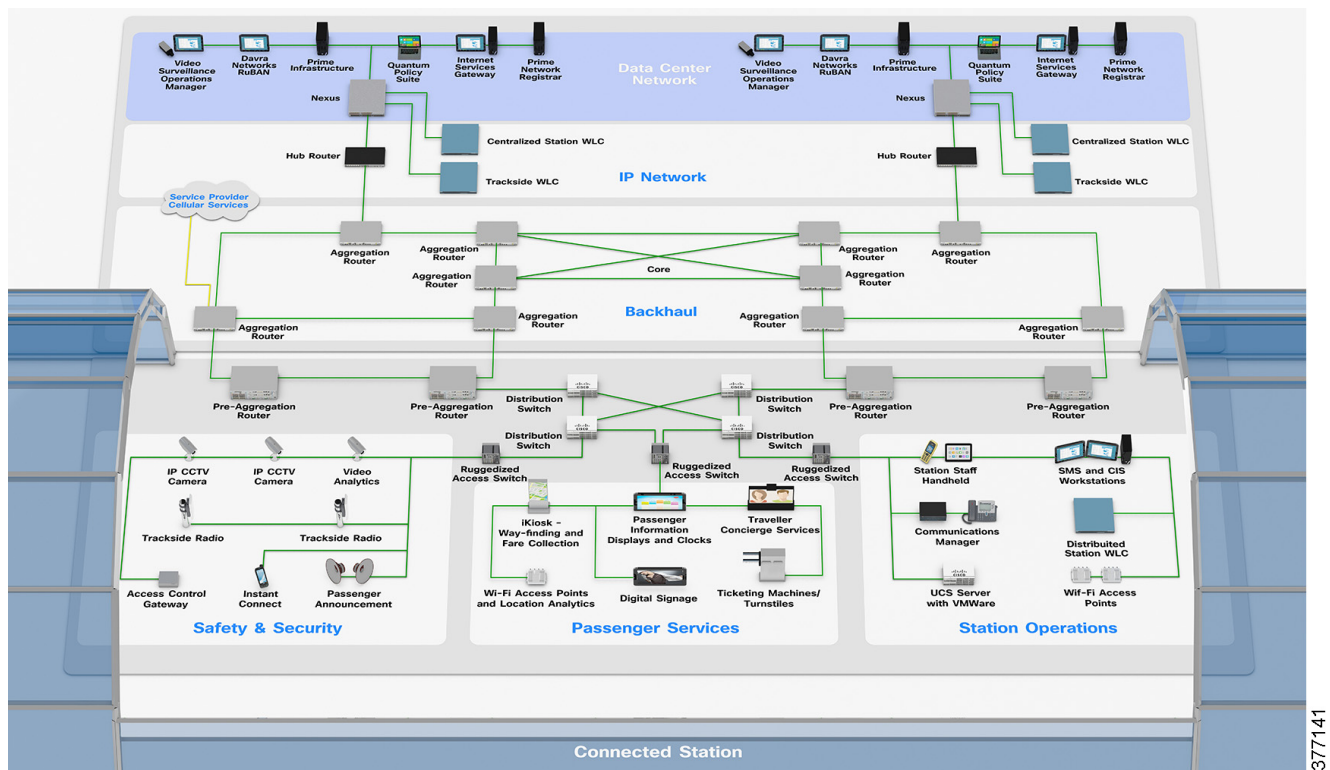 Video
Surveillance
Operations
Manager
Davra
Networks
RuBAN
Prime
Infrastructure
Quantum
Policy
Suite
Internet
Services
Gateway
Prime
Network
Registrar
Data Center
Network
Video
Surveillance
Operations
Manager
Davra
Networks
RuBAN
Prime
Infrastructure
Quantum
Policy
Suite
Internet
Services
Gateway
Prime
Network
Registrar
Nexus
Nexus
Centralized Station WLC
Centralized Station WLC
Hub Router
Hub Router
Trackside WLC
IP Network
Trackside WLC
Service Provider
Cellular Services
Aggregation
Router
Aggregation
Router
Aggregation
Router
Aggregation
Router
Aggregation
Router
Core
Aggregation
Router
Backhaul
Aggregation
Router
Aggregation
Router
Aggregation
Router
Aggregation
Router
Pre-Aggregation
Router
Pre-Aggregation
Router
Distribution
Switch
Distribution
Switch
Pre-Aggregation
Router
Pre-Aggregation
Router
Distribution
Switch
Distribution
Switch
Ruggedized
Access Switch
Ruggedized
Access Switch
Ruggedized
Access Switch
IP CCTV
Camera
IP CCTV
Camera
Video
Analytics
Trackside Radio
Trackside Radio
Access Control
Gateway
Instant
Connect
Passenger
Announcement
Safety & Security
iKiosk –
Way-finding and
Fare Collection
Passenger
Information
Displays and Clocks
Traveller
Concierge Services
Wi-Fi Access Points
and Location Analytics
Digital Signage
Ticketing Machines/
Turnstiles
Passenger Services
Station Staff
Handheld
SMS and CIS
Workstations
Communications
Manager
Distribuited
Station WLC
UCS Server
with VMWare
Wif-Fi Access
Points
Station Operations
Connected Station
377141